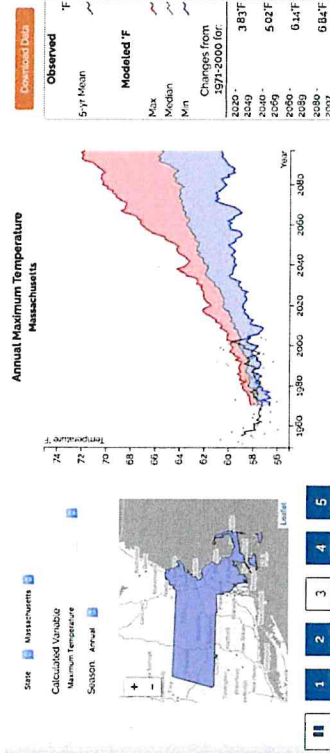 State Massachusetts
Calculated Variable
Maximum Temperature
Season: Annual
+
−
Leaflet
1 2 3 4 5
Annual Maximum Temperature
Massachusetts
Temperature °F
74
72
70
68
66
64
62
60
58
56
1960 1980 2000 2020 2040 2060 2080
Year
Download Data
Observed °F
5-yr Mean
Modeled °F
Max
Median
Min
Changes from
1971-2000 for:
2020 -
2049 3.83°F
2040 -
2069 5.02°F
2060 -
2089 6.14°F
2080 -
2097 6.84°F